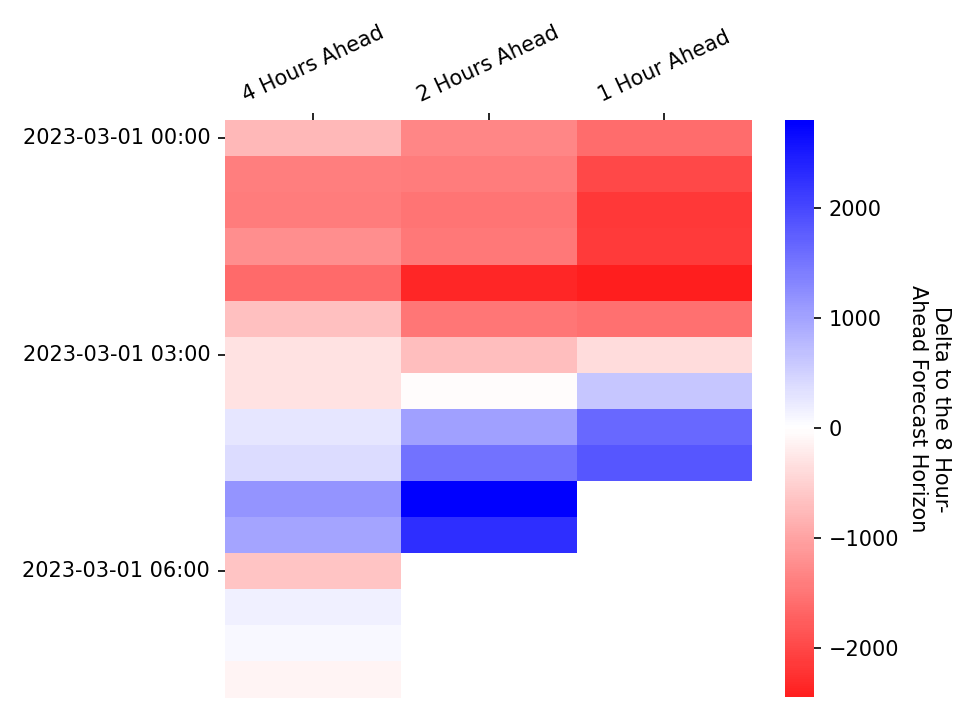 4 Hours Ahead
2 Hours Ahead
1 Hour Ahead
2023-03-01 00:00
2023-03-01 03:00
2023-03-01 06:00
2000
1000
0
−1000
−2000
Delta to the 8 Hour-
Ahead Forecast Horizon